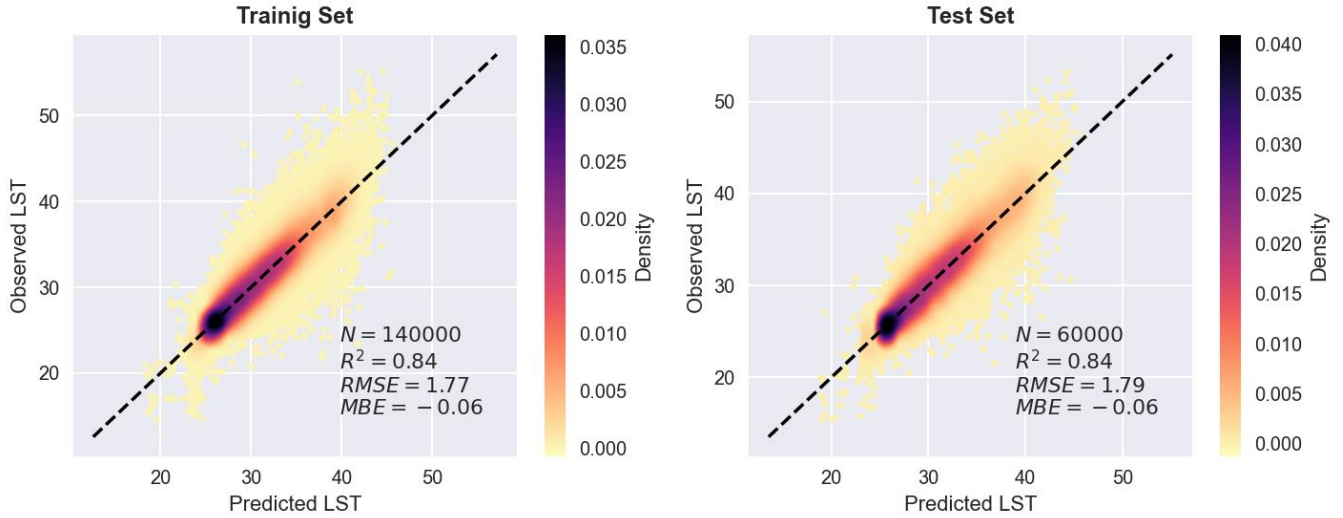 Trainig Set
50
40
30
20
Observed LST
20 30 40 50
Predicted LST
N = 140000
R² = 0.84
RMSE = 1.77
MBE = −0.06
0.035
0.030
0.025
0.020
0.015
0.010
0.005
0.000
Density
Test Set
50
40
30
20
Observed LST
20 30 40 50
Predicted LST
N = 60000
R² = 0.84
RMSE = 1.79
MBE = −0.06
0.040
0.035
0.030
0.025
0.020
0.015
0.010
0.005
0.000
Density